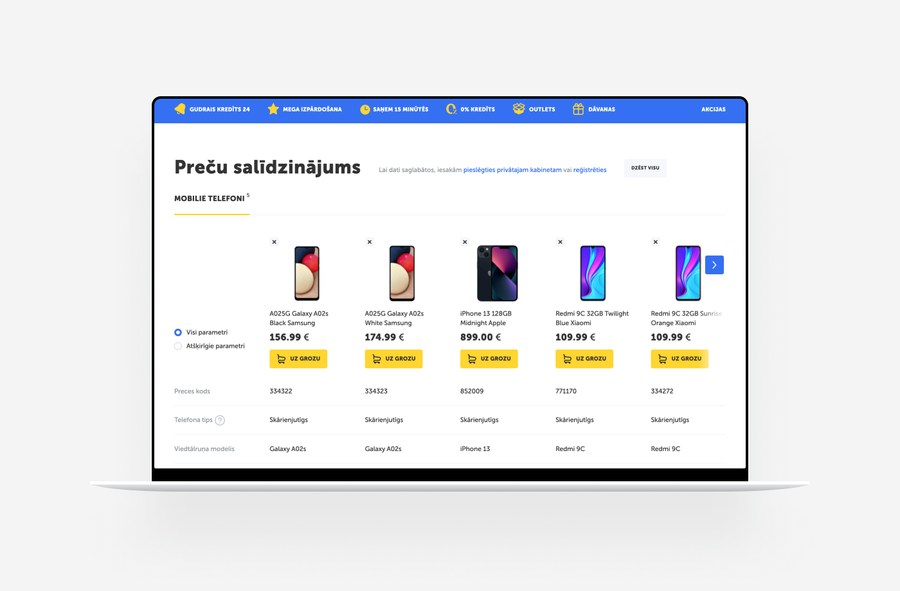 GUDRAIS KREDĪTS 24 MEGA IZPĀRDOŠANA SAŅEM 15 MINŪTĒS 0% KREDĪTS OUTLETS DĀVANAS AKCIJAS
Preču salīdzinājums
Lai dati saglabātos, iesakām pieslēgties privātajam kabinetam vai reģistrēties
DZĒST VISU
MOBILIE TELEFONI 5
Visi parametri
Atšķirīgie parametri
A025G Galaxy A02s
Black Samsung
156.99 €
UZ GROZU
A025G Galaxy A02s
White Samsung
174.99 €
UZ GROZU
iPhone 13 128GB
Midnight Apple
899.00 €
UZ GROZU
Redmi 9C 32GB Twilight
Blue Xiaomi
109.99 €
UZ GROZU
Redmi 9C 32GB Sunrise
Orange Xiaomi
109.99 €
UZ GROZU
Preces kods 334322 334323 852009 771170 334272
Telefona tips ? Skārienjutīgs Skārienjutīgs Skārienjutīgs Skārienjutīgs Skārienjutīgs
Viedtālruņa modelis Galaxy A02s Galaxy A02s iPhone 13 Redmi 9C Redmi 9C